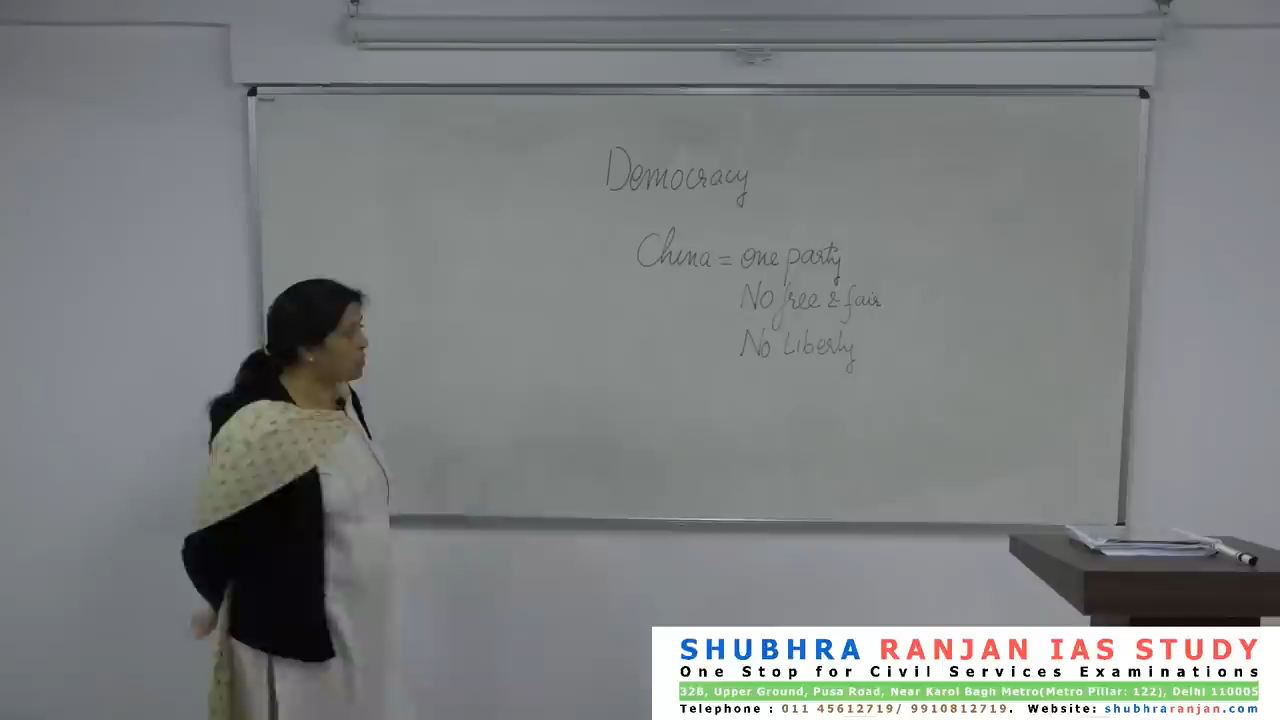 Democracy
China = one party
No free & fair
No Liberty
SHUBHRA RANJAN IAS STUDY
One Stop for Civil Services Examinations
32B, Upper Ground, Pusa Road, Near Karol Bagh Metro(Metro Pillar: 122), Delhi 110005
Telephone : 011 45612719/ 9910812719. Website: shubhraranjan.com